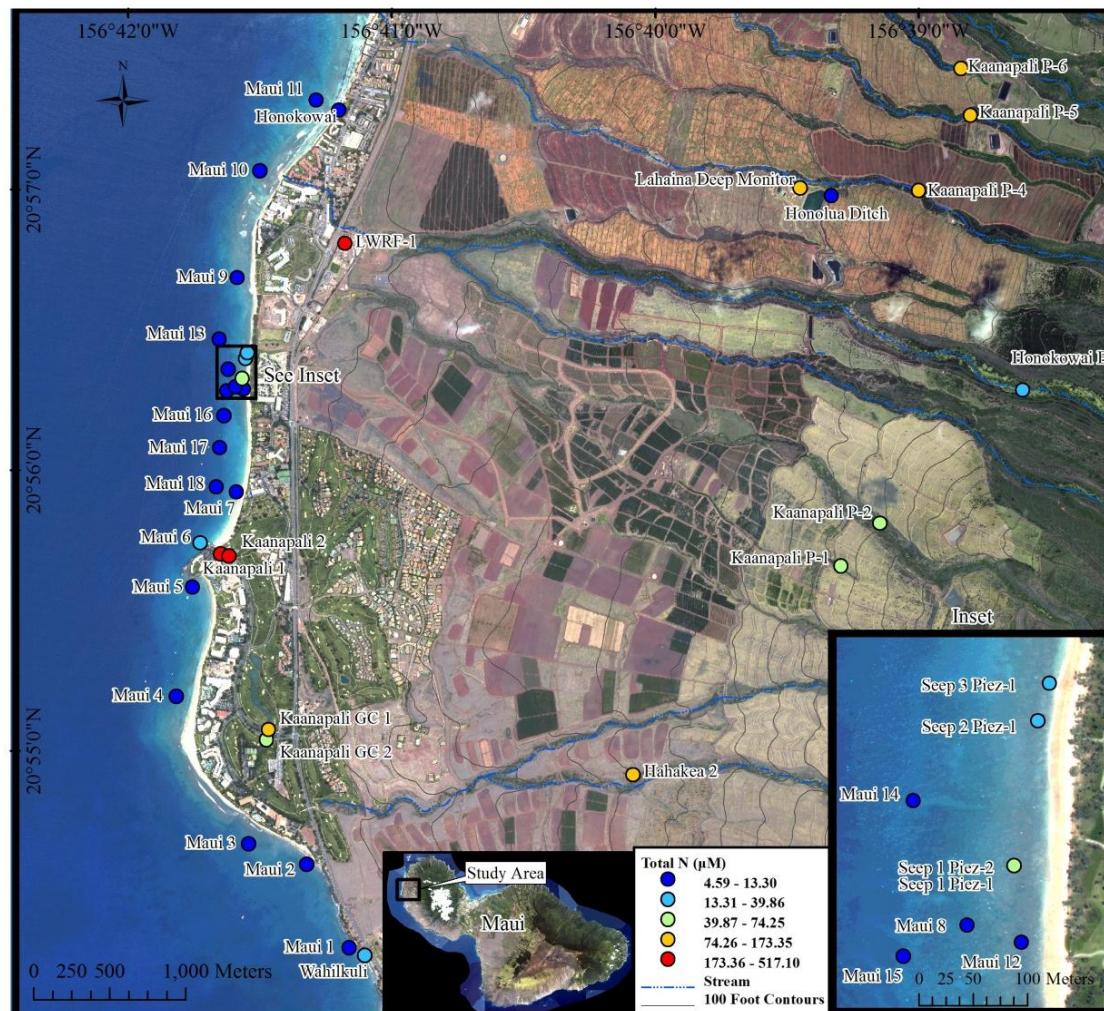 156°42'0"W
156°41'0"W
156°40'0"W
156°39'0"W
N
20°57'0"N
20°56'0"N
20°55'0"N
Maui 11
Honokowai
Maui 10
Kaanapali P-6
Kaanapali P-5
Lahaina Deep Monitor
Kaanapali P-4
Honolua Ditch
LWRF-1
Maui 9
Maui 13
See Inset
Honokowai
Maui 16
Maui 17
Maui 18
Maui 7
Maui 6
Kaanapali 2
Kaanapali 1
Maui 5
Kaanapali P-2
Kaanapali P-1
Maui 4
Kaanapali GC 1
Kaanapali GC 2
Hahakea 2
Maui 3
Maui 2
Maui 1
Wahilkuli
0 250 500 1,000 Meters
Study Area
Maui
Total N (µM)
4.59 - 13.30
13.31 - 39.86
39.87 - 74.25
74.26 - 173.35
173.36 - 517.10
Stream
100 Foot Contours
Inset
Seep 3 Piez-1
Seep 2 Piez-1
Maui 14
Seep 1 Piez-2
Seep 1 Piez-1
Maui 8
Maui 12
Maui 15
0 50 100
Meters